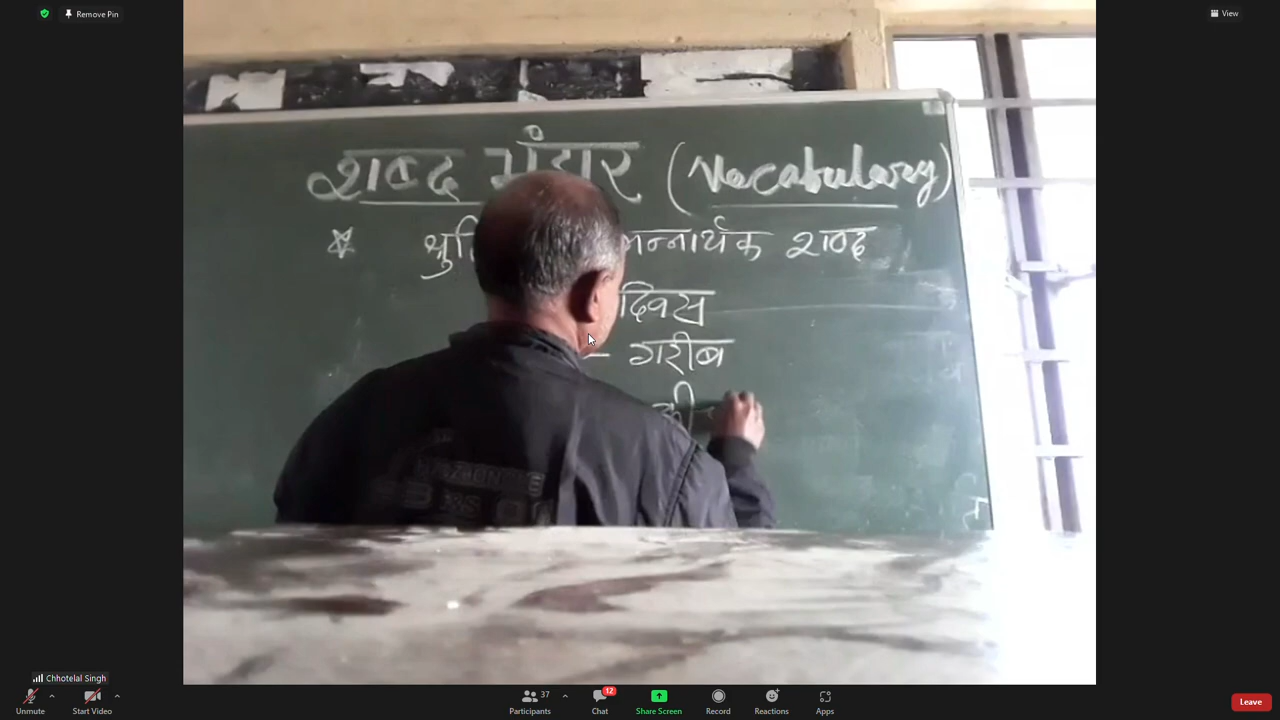 Remove Pin
View
शब्द भंडार (Vocabulary)
शब्द
दिवस
– गरीब
Chhotelal Singh
Unmute
Start Video
37
Participants
12
Chat
Share Screen
Record
Reactions
Apps
Leave